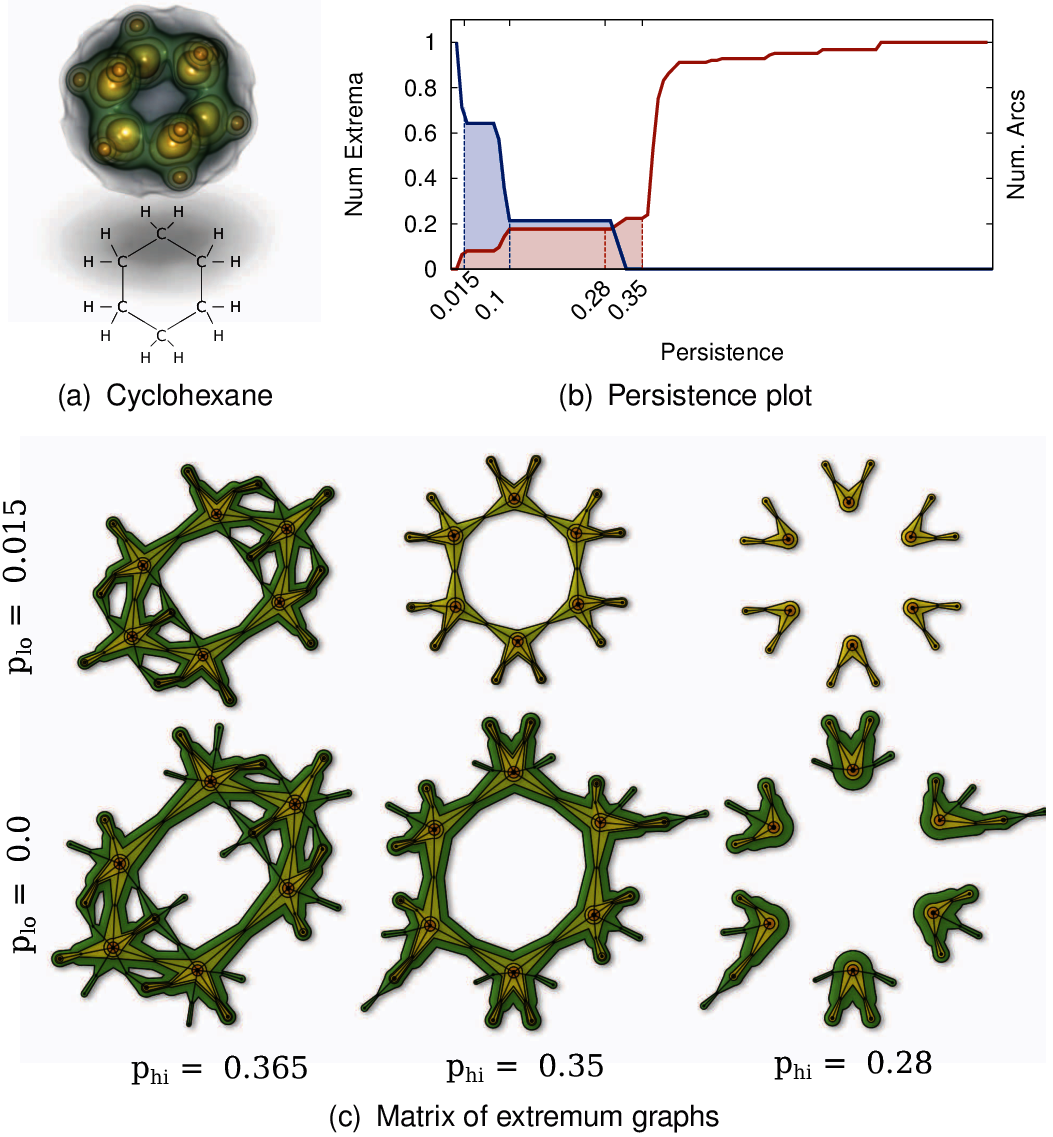 H H
H C H
H C C H
H C C H
H C H
H H
(a) Cyclohexane
1
0.8
0.6
0.4
0.2
0
Num Extrema
Num. Arcs
0.015
0.1
0.28
0.35
Persistence
(b) Persistence plot
p_lo = 0.015
p_lo = 0.0
p_hi = 0.365
p_hi = 0.35
p_hi = 0.28
(c) Matrix of extremum graphs